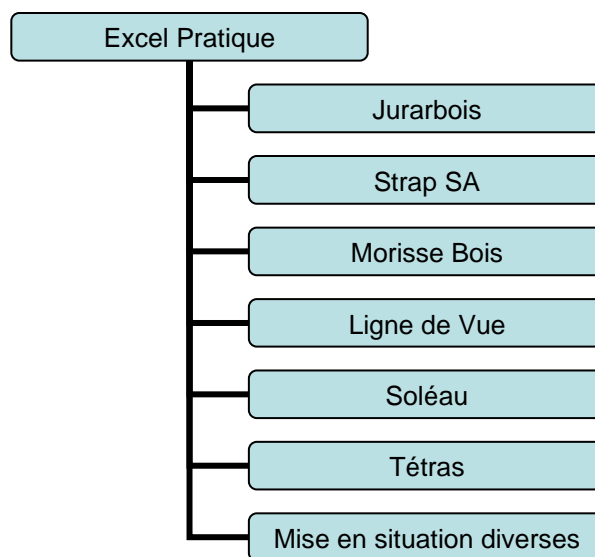 Excel Pratique
Jurarbois
Strap SA
Morisse Bois
Ligne de Vue
Soléau
Tétras
Mise en situation diverses